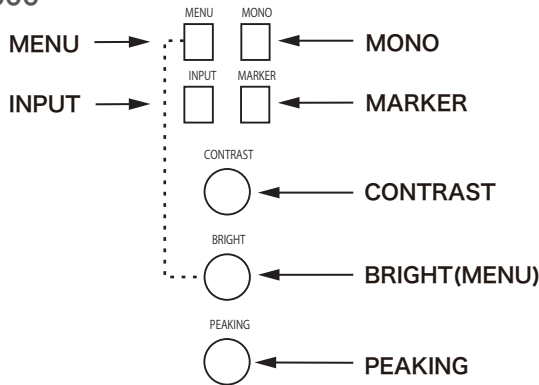 MENU MONO
MENU MONO
INPUT MARKER
INPUT MARKER
CONTRAST
CONTRAST
BRIGHT
BRIGHT(MENU)
PEAKING
PEAKING